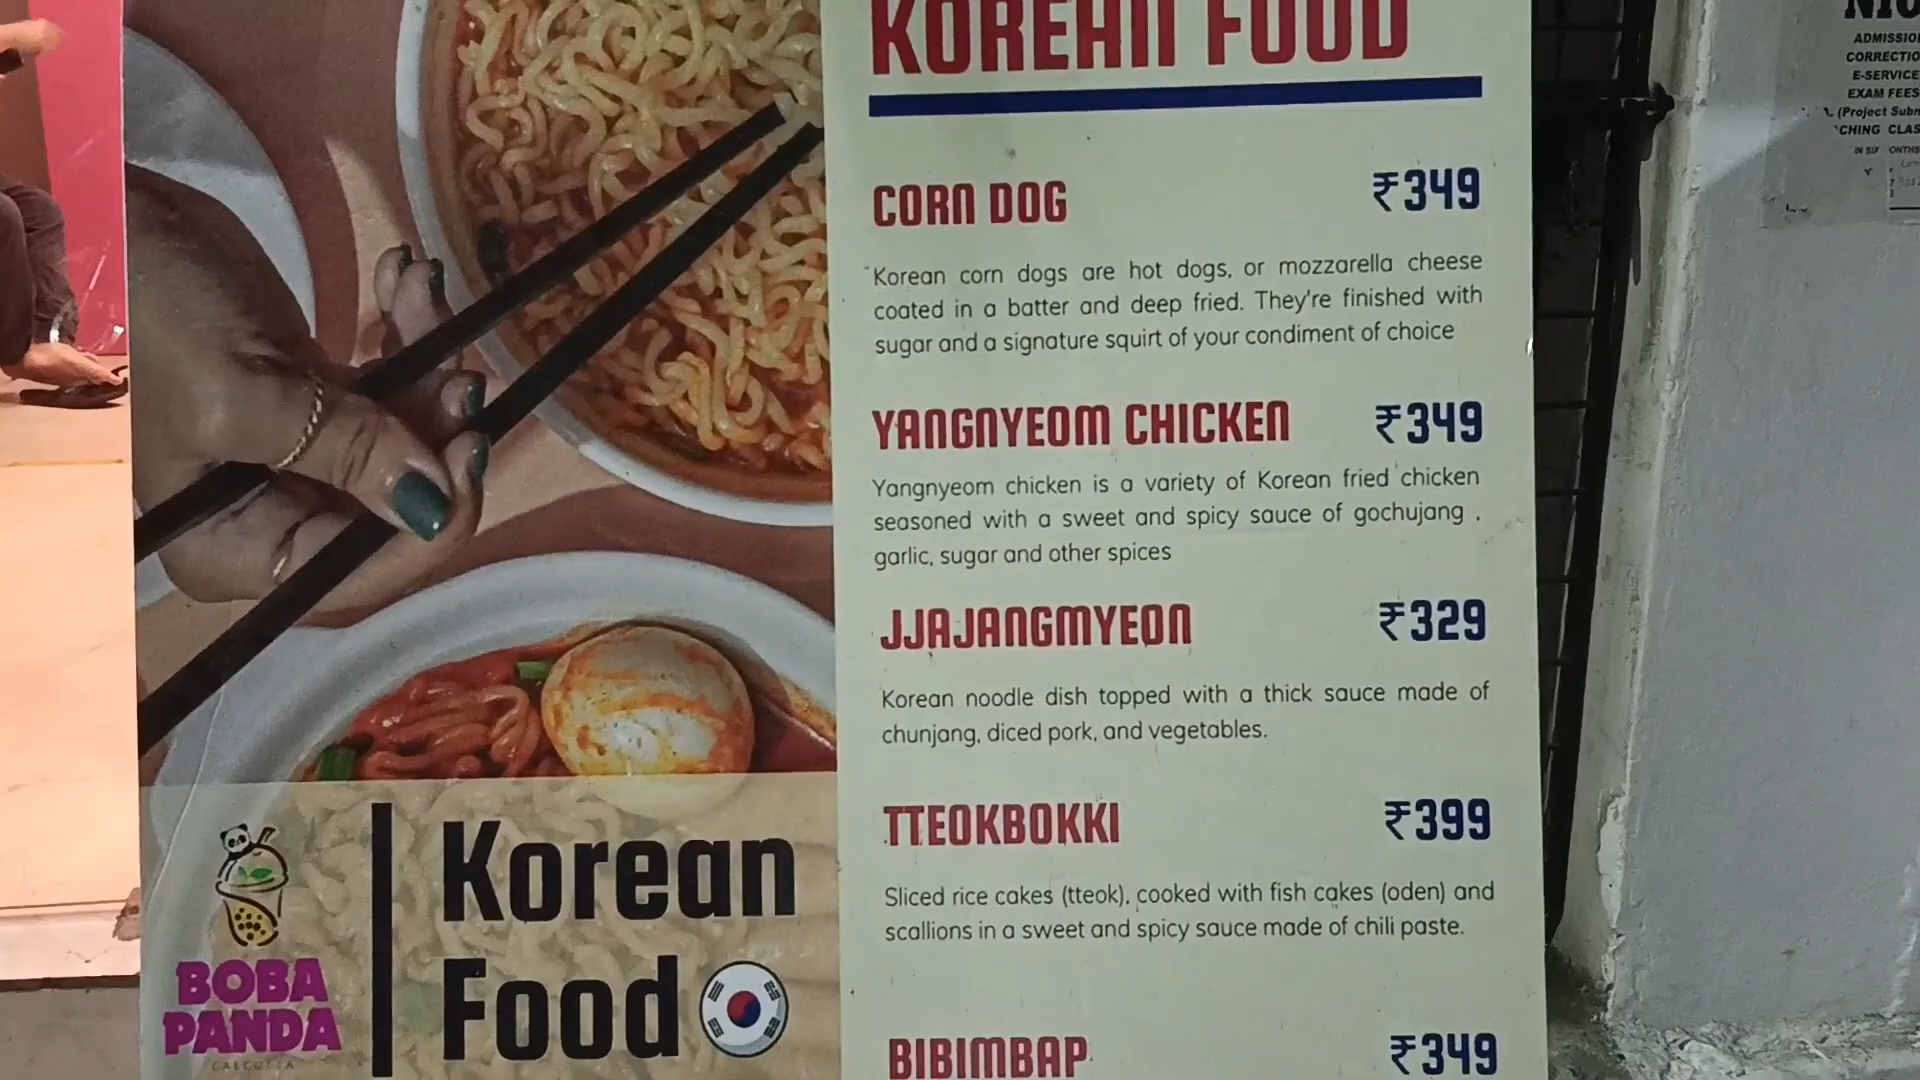 KOREAN FOOD
CORN DOG ₹349
Korean corn dogs are hot dogs, or mozzarella cheese
coated in a batter and deep fried. They're finished with
sugar and a signature squirt of your condiment of choice
YANGNYEOM CHICKEN ₹349
Yangnyeom chicken is a variety of Korean fried chicken
seasoned with a sweet and spicy sauce of gochujang ,
garlic, sugar and other spices
JJAJANGMYEON ₹329
Korean noodle dish topped with a thick sauce made of
chunjang, diced pork, and vegetables.
TTEOKBOKKI ₹399
Sliced rice cakes (tteok), cooked with fish cakes (oden) and
scallions in a sweet and spicy sauce made of chili paste.
BIBIMBAP ₹349
BOBA
PANDA
CALCUTTA
Korean
Food
ADMISSIO
CORRECTIO
E-SERVICE
EXAM FEES
(Project Subm
CHING CLAS